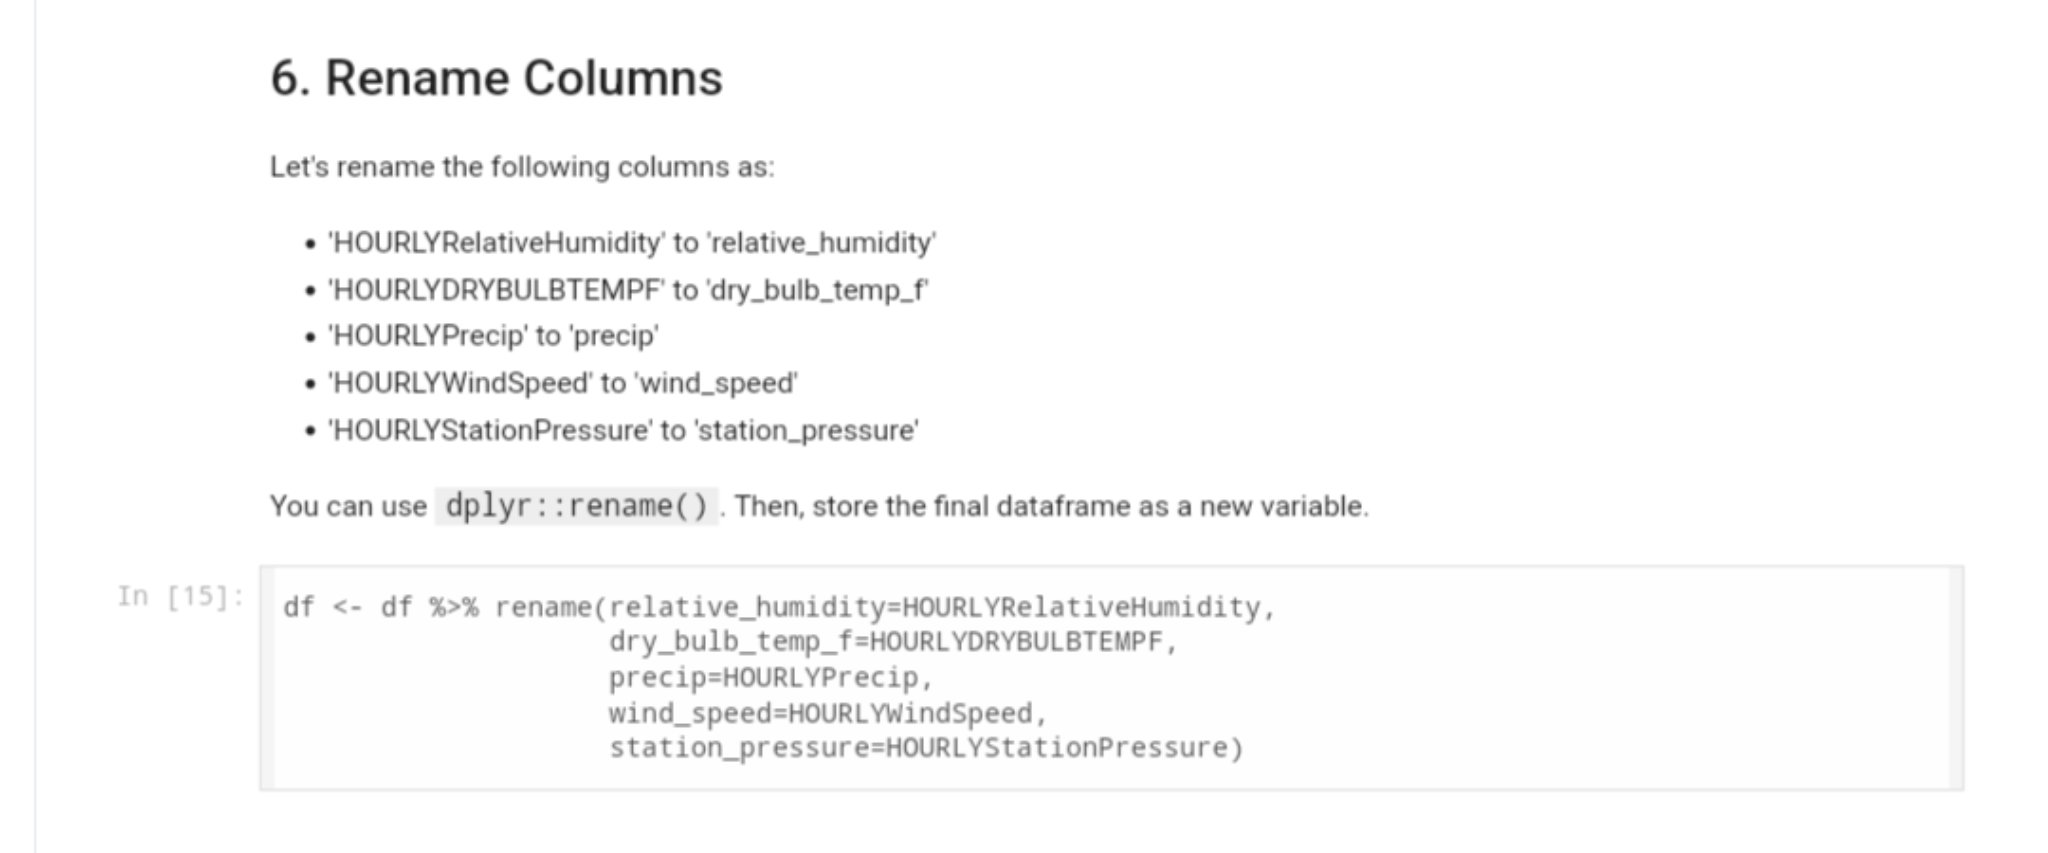 6. Rename Columns
Let's rename the following columns as:
• 'HOURLYRelativeHumidity' to 'relative_humidity'
• 'HOURLYDRYBULBTEMPF' to 'dry_bulb_temp_f'
• 'HOURLYPrecip' to 'precip'
• 'HOURLYWindSpeed' to 'wind_speed'
• 'HOURLYStationPressure' to 'station_pressure'
You can use dplyr::rename() . Then, store the final dataframe as a new variable.
In [15]: df <- df %>% rename(relative_humidity=HOURLYRelativeHumidity,
dry_bulb_temp_f=HOURLYDRYBULBTEMPF,
precip=HOURLYPrecip,
wind_speed=HOURLYWindSpeed,
station_pressure=HOURLYStationPressure)